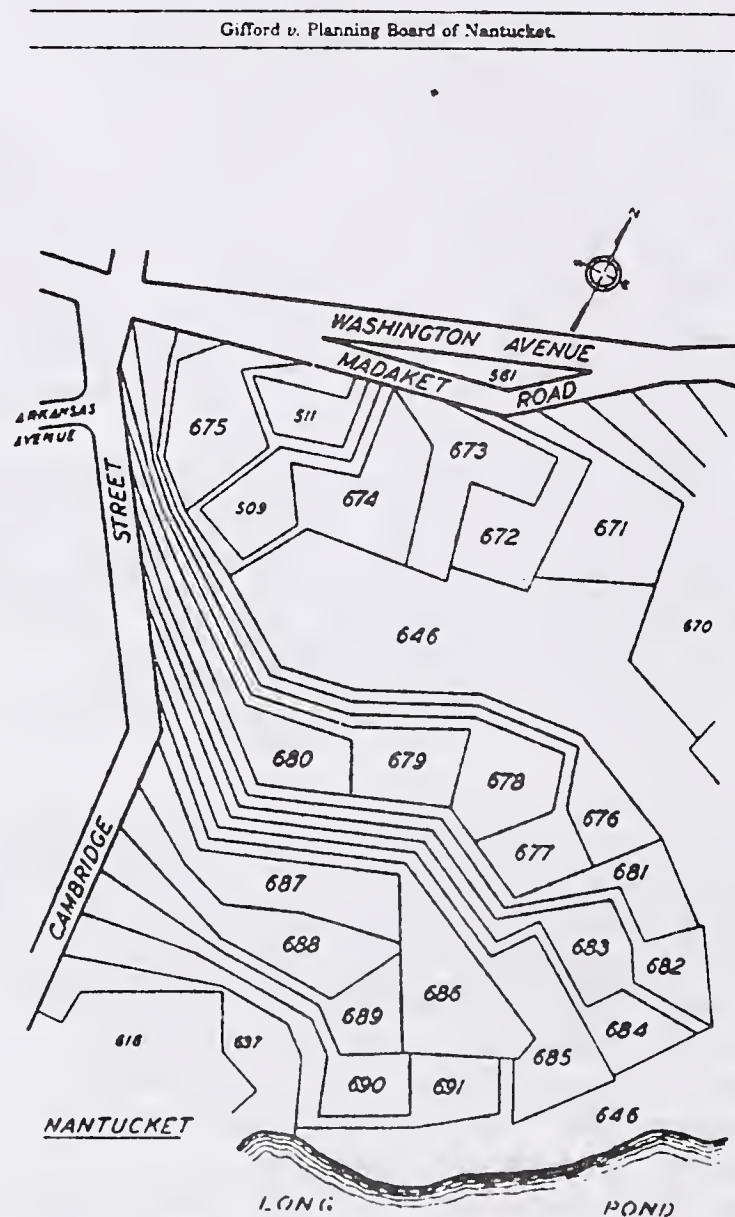 Gifford v. Planning Board of Nantucket.
N
W
E
WASHINGTON AVENUE
MADAKET ROAD
561
ARKANSAS
AVENUE
675
511
673
STREET
509
674
672
671
646
670
680
679
678
676
677
681
CAMBRIDGE
687
688
683
682
686
689
684
685
616
637
690
691
NANTUCKET
646
LONG POND